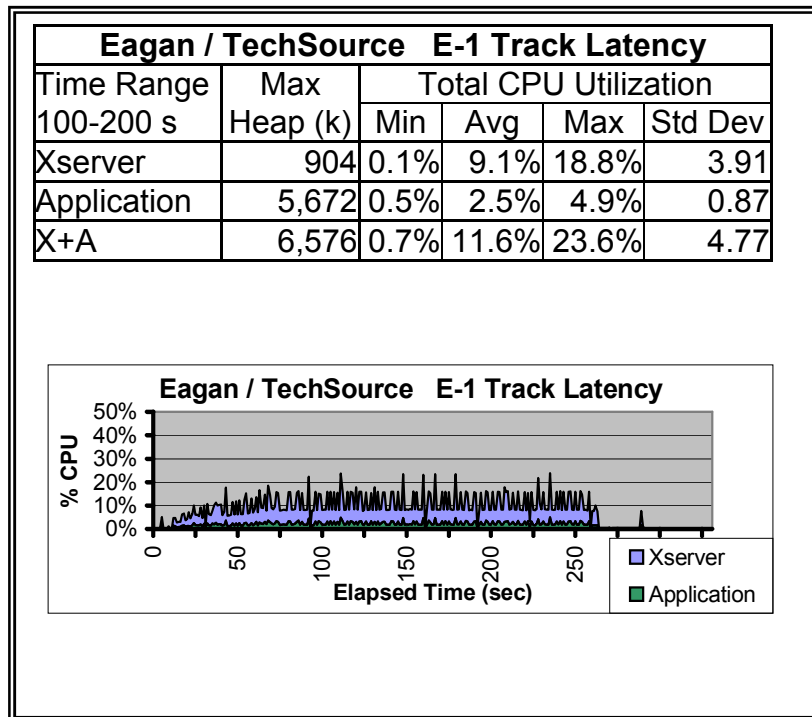 Eagan / TechSource E-1 Track Latency
Time Range Max Total CPU Utilization
100-200 s Heap (k) Min Avg Max Std Dev
Xserver 904 0.1% 9.1% 18.8% 3.91
Application 5,672 0.5% 2.5% 4.9% 0.87
X+A 6,576 0.7% 11.6% 23.6% 4.77
Eagan / TechSource E-1 Track Latency
50%
40%
30%
20%
10%
0%
% CPU
0 50 100 150 200 250
Elapsed Time (sec)
Xserver
Application